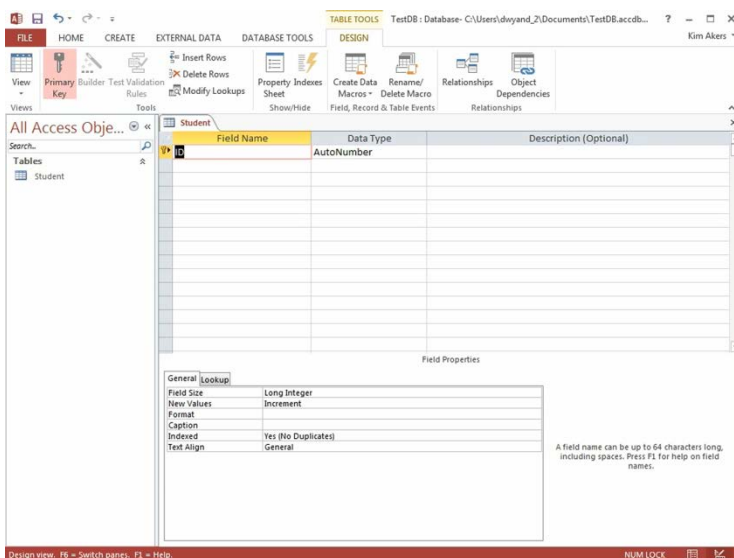 TABLE TOOLS TestDB : Database- C:\Users\dwyand_2\Documents\TestDB.accdb... ?
FILE HOME CREATE EXTERNAL DATA DATABASE TOOLS DESIGN Kim Akers
View
Primary Key
Builder
Test Validation Rules
Insert Rows
Delete Rows
Modify Lookups
Property Sheet
Indexes
Create Data Macros
Rename/ Delete Macro
Relationships
Object Dependencies
Views Tools Show/Hide Field, Record & Table Events Relationships
All Access Obje...
Search...
Tables
Student
Student
Field Name Data Type Description (Optional)
ID AutoNumber
Field Properties
General Lookup
Field Size Long Integer
New Values Increment
Format
Caption
Indexed Yes (No Duplicates)
Text Align General
A field name can be up to 64 characters long,
including spaces. Press F1 for help on field
names.
Design view. F6 = Switch panes. F1 = Help. NUM LOCK